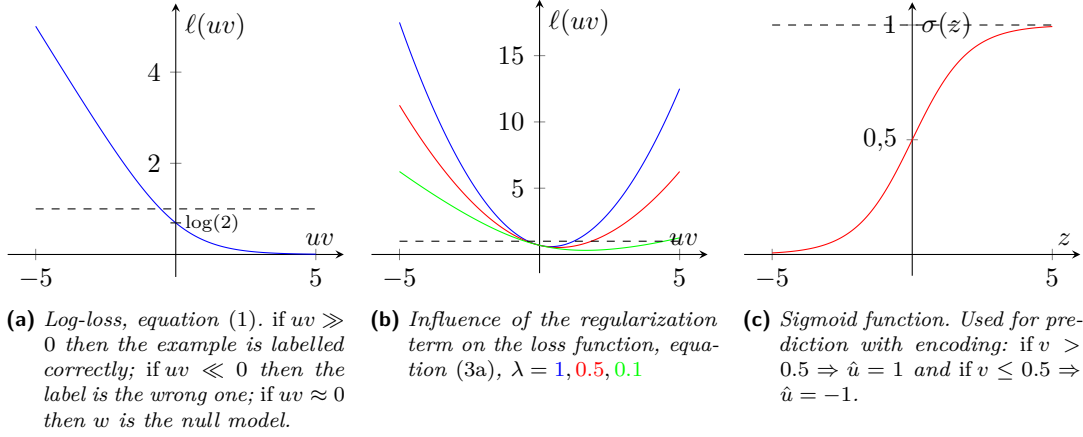 ℓ(uv)
4
2
log(2)
uv
−5
5
(a) Log-loss, equation (1). if uv ≫
0 then the example is labelled
correctly; if uv ≪ 0 then the
label is the wrong one; if uv ≈ 0
then w is the null model.
ℓ(uv)
15
10
5
uv
−5
5
(b) Influence of the regularization
term on the loss function, equa-
tion (3a), λ = 1, 0.5, 0.1
1
σ(z)
0,5
z
−5
5
(c) Sigmoid function. Used for pre-
diction with encoding: if v >
0.5 ⇒ û = 1 and if v ≤ 0.5 ⇒
û = −1.